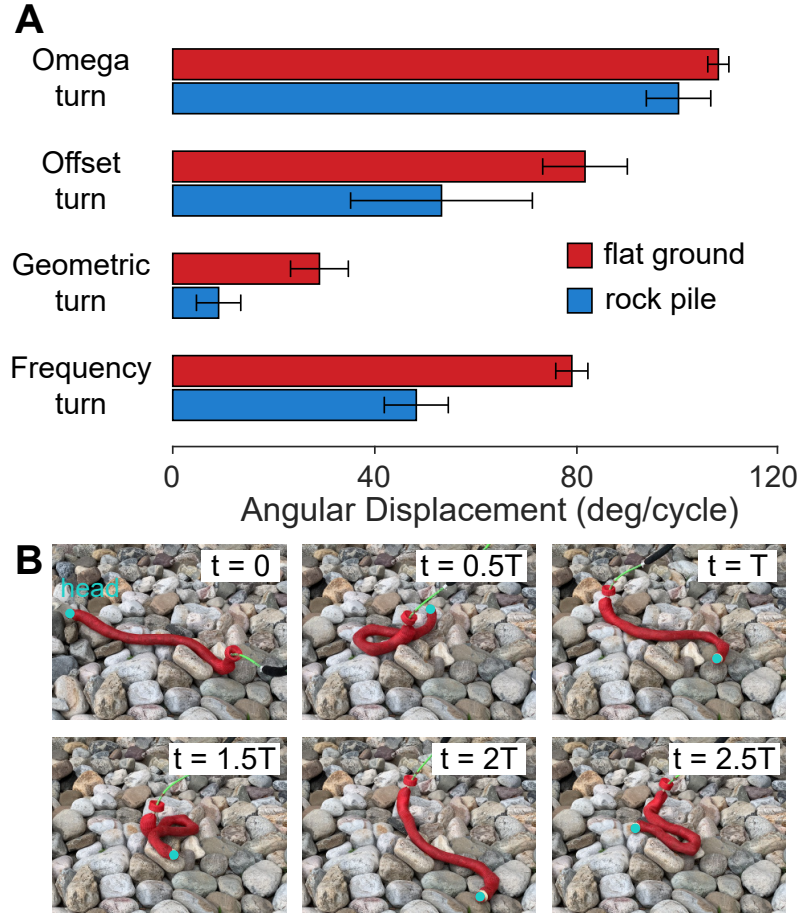 A
Omega
turn
Offset
turn
Geometric
turn
Frequency
turn
flat ground
rock pile
0 40 80 120
Angular Displacement (deg/cycle)
B
head
t = 0
t = 0.5T
t = T
t = 1.5T
t = 2T
t = 2.5T